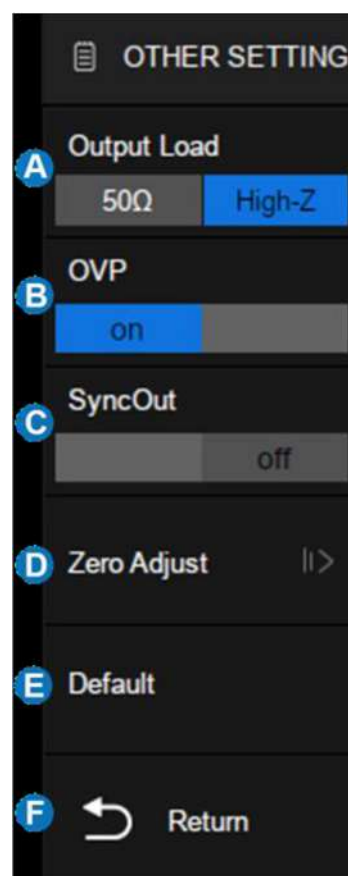 OTHER SETTING
A
Output Load
50Ω High-Z
B
OVP
on
C
SyncOut
off
D Zero Adjust
E Default
F Return